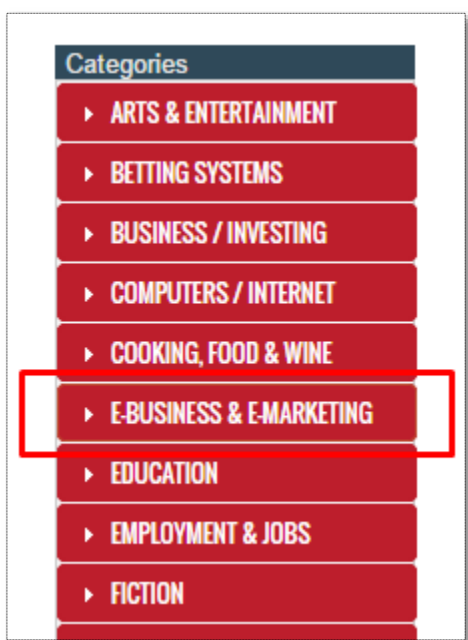 Categories
ARTS & ENTERTAINMENT
BETTING SYSTEMS
BUSINESS / INVESTING
COMPUTERS / INTERNET
COOKING, FOOD & WINE
E-BUSINESS & E-MARKETING
EDUCATION
EMPLOYMENT & JOBS
FICTION